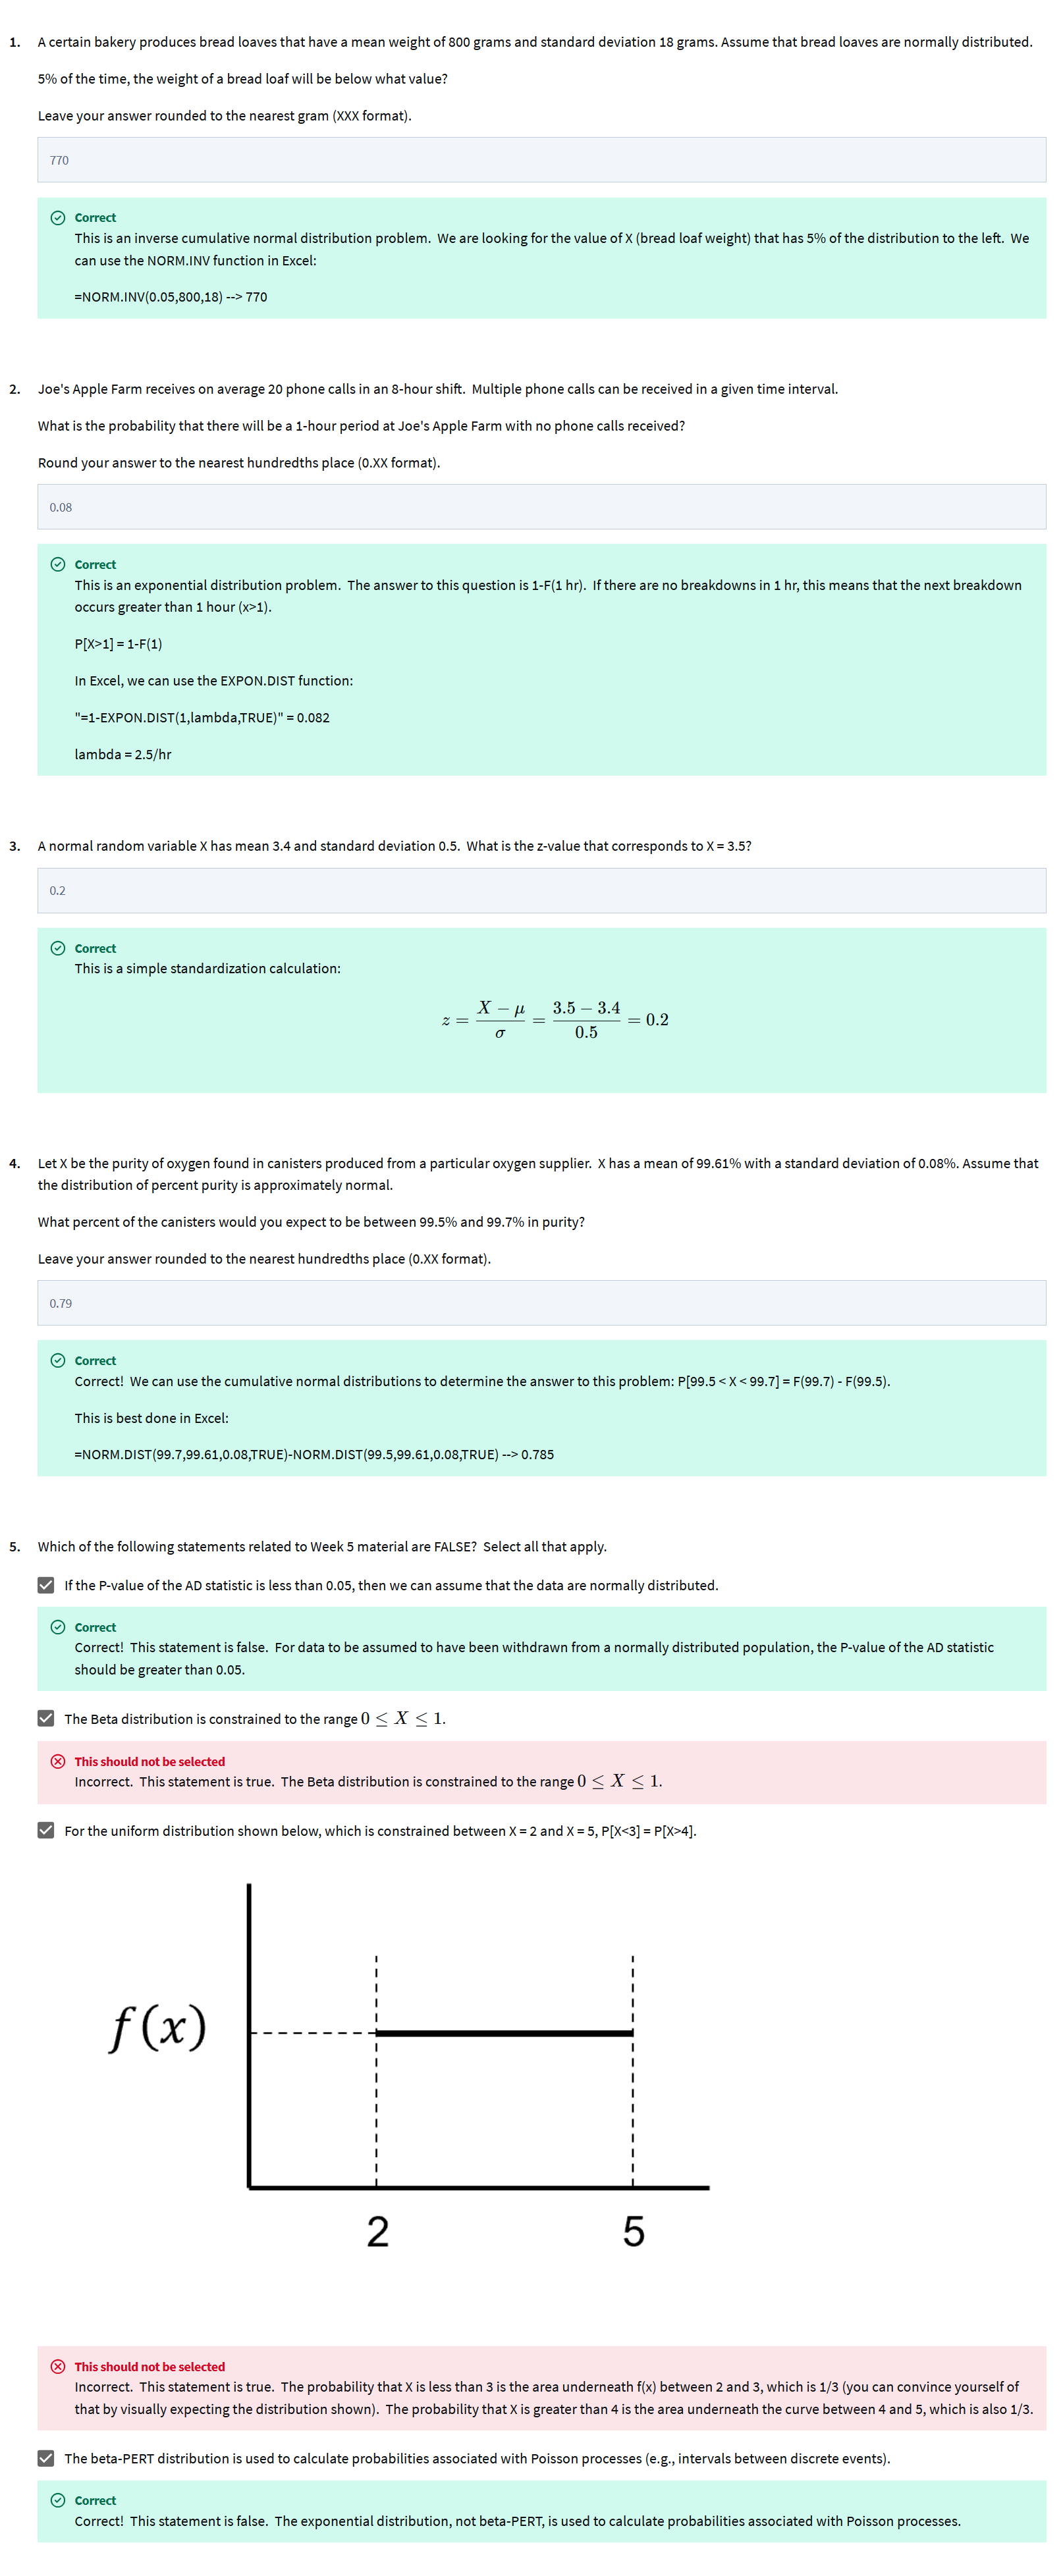 1. A certain bakery produces bread loaves that have a mean weight of 800 grams and standard deviation 18 grams. Assume that bread loaves are normally distributed.
5% of the time, the weight of a bread loaf will be below what value?
Leave your answer rounded to the nearest gram (XXX format).
770
Correct
This is an inverse cumulative normal distribution problem. We are looking for the value of X (bread loaf weight) that has 5% of the distribution to the left. We
can use the NORM.INV function in Excel:
=NORM.INV(0.05,800,18) --> 770
2. Joe's Apple Farm receives on average 20 phone calls in an 8-hour shift. Multiple phone calls can be received in a given time interval.
What is the probability that there will be a 1-hour period at Joe's Apple Farm with no phone calls received?
Round your answer to the nearest hundredths place (0.XX format).
0.08
Correct
This is an exponential distribution problem. The answer to this question is 1-F(1 hr). If there are no breakdowns in 1 hr, this means that the next breakdown
occurs greater than 1 hour (x>1).
P[X>1] = 1-F(1)
In Excel, we can use the EXPON.DIST function:
"=1-EXPON.DIST(1,lambda,TRUE)" = 0.082
lambda = 2.5/hr
3. A normal random variable X has mean 3.4 and standard deviation 0.5. What is the z-value that corresponds to X = 3.5?
0.2
Correct
This is a simple standardization calculation:
z = (X − μ)/σ = (3.5 − 3.4)/0.5 = 0.2
4. Let X be the purity of oxygen found in canisters produced from a particular oxygen supplier. X has a mean of 99.61% with a standard deviation of 0.08%. Assume that
the distribution of percent purity is approximately normal.
What percent of the canisters would you expect to be between 99.5% and 99.7% in purity?
Leave your answer rounded to the nearest hundredths place (0.XX format).
0.79
Correct
Correct! We can use the cumulative normal distributions to determine the answer to this problem: P[99.5 < X < 99.7] = F(99.7) - F(99.5).
This is best done in Excel:
=NORM.DIST(99.7,99.61,0.08,TRUE)-NORM.DIST(99.5,99.61,0.08,TRUE) --> 0.785
5. Which of the following statements related to Week 5 material are FALSE? Select all that apply.
If the P-value of the AD statistic is less than 0.05, then we can assume that the data are normally distributed.
Correct
Correct! This statement is false. For data to be assumed to have been withdrawn from a normally distributed population, the P-value of the AD statistic
should be greater than 0.05.
The Beta distribution is constrained to the range 0 ≤ X ≤ 1.
This should not be selected
Incorrect. This statement is true. The Beta distribution is constrained to the range 0 ≤ X ≤ 1.
For the uniform distribution shown below, which is constrained between X = 2 and X = 5, P[X<3] = P[X>4].
f(x)
2 5
This should not be selected
Incorrect. This statement is true. The probability that X is less than 3 is the area underneath f(x) between 2 and 3, which is 1/3 (you can convince yourself of
that by visually expecting the distribution shown). The probability that X is greater than 4 is the area underneath the curve between 4 and 5, which is also 1/3.
The beta-PERT distribution is used to calculate probabilities associated with Poisson processes (e.g., intervals between discrete events).
Correct
Correct! This statement is false. The exponential distribution, not beta-PERT, is used to calculate probabilities associated with Poisson processes.